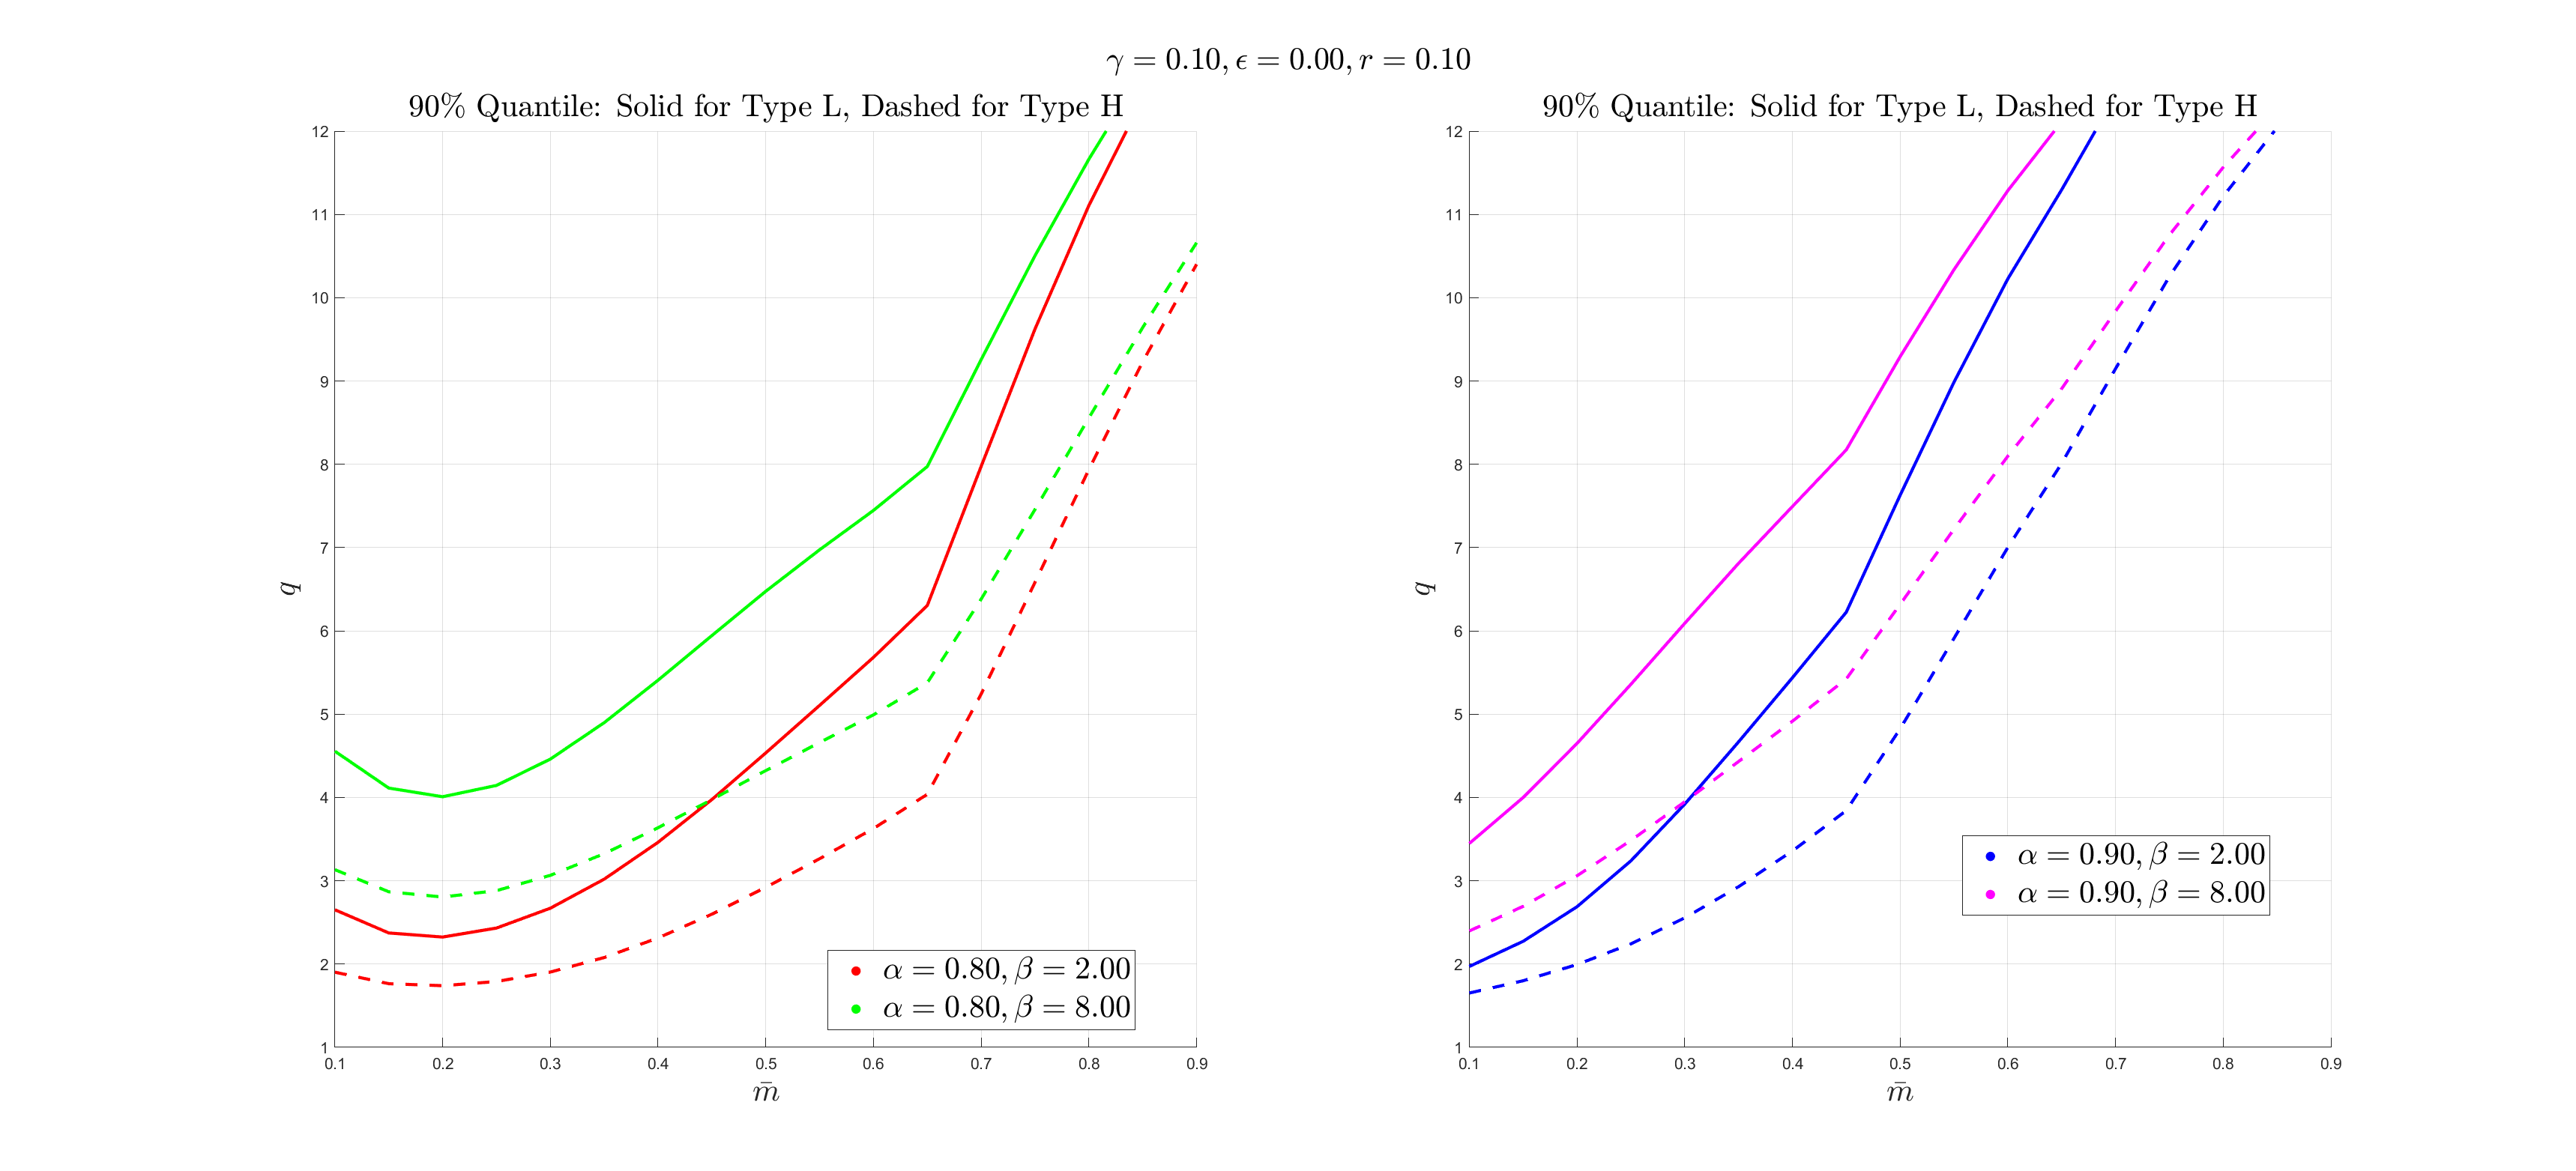 γ = 0.10, ϵ = 0.00, r = 0.10
90% Quantile: Solid for Type L, Dashed for Type H
12
11
10
9
8
7
6
5
4
3
2
1
q
0.1 0.2 0.3 0.4 0.5 0.6 0.7 0.8 0.9
m̄
α = 0.80, β = 2.00
α = 0.80, β = 8.00
90% Quantile: Solid for Type L, Dashed for Type H
12
11
10
9
8
7
6
5
4
3
2
1
q
0.1 0.2 0.3 0.4 0.5 0.6 0.7 0.8 0.9
m̄
α = 0.90, β = 2.00
α = 0.90, β = 8.00